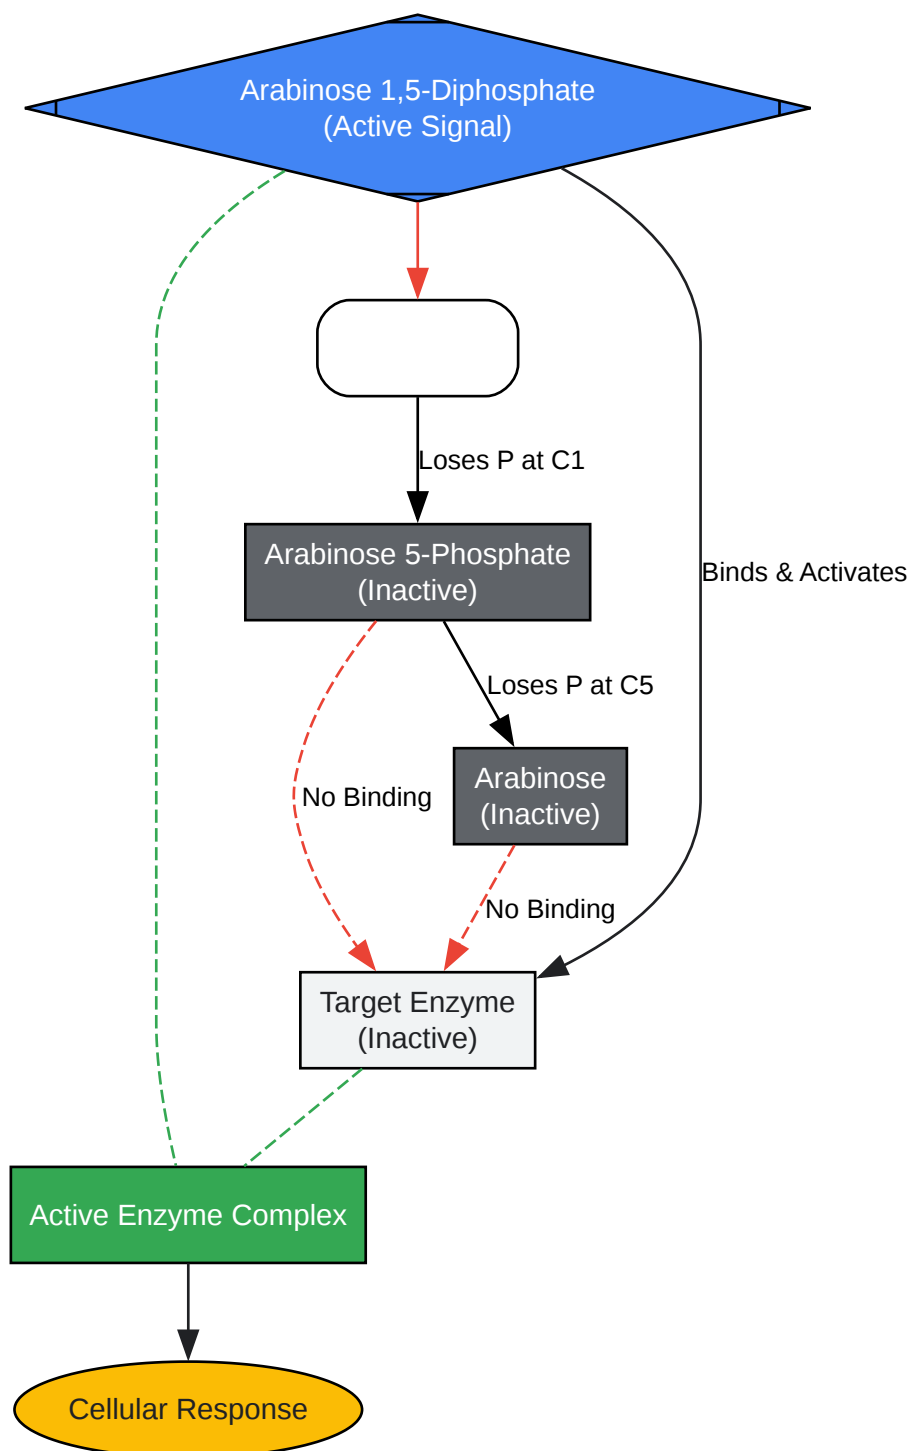 Arabinose 1,5-Diphosphate
(Active Signal)
Loses P at C1
Arabinose 5-Phosphate
(Inactive)
Binds & Activates
Loses P at C5
Arabinose
(Inactive)
No Binding
No Binding
Target Enzyme
(Inactive)
Active Enzyme Complex
Cellular Response